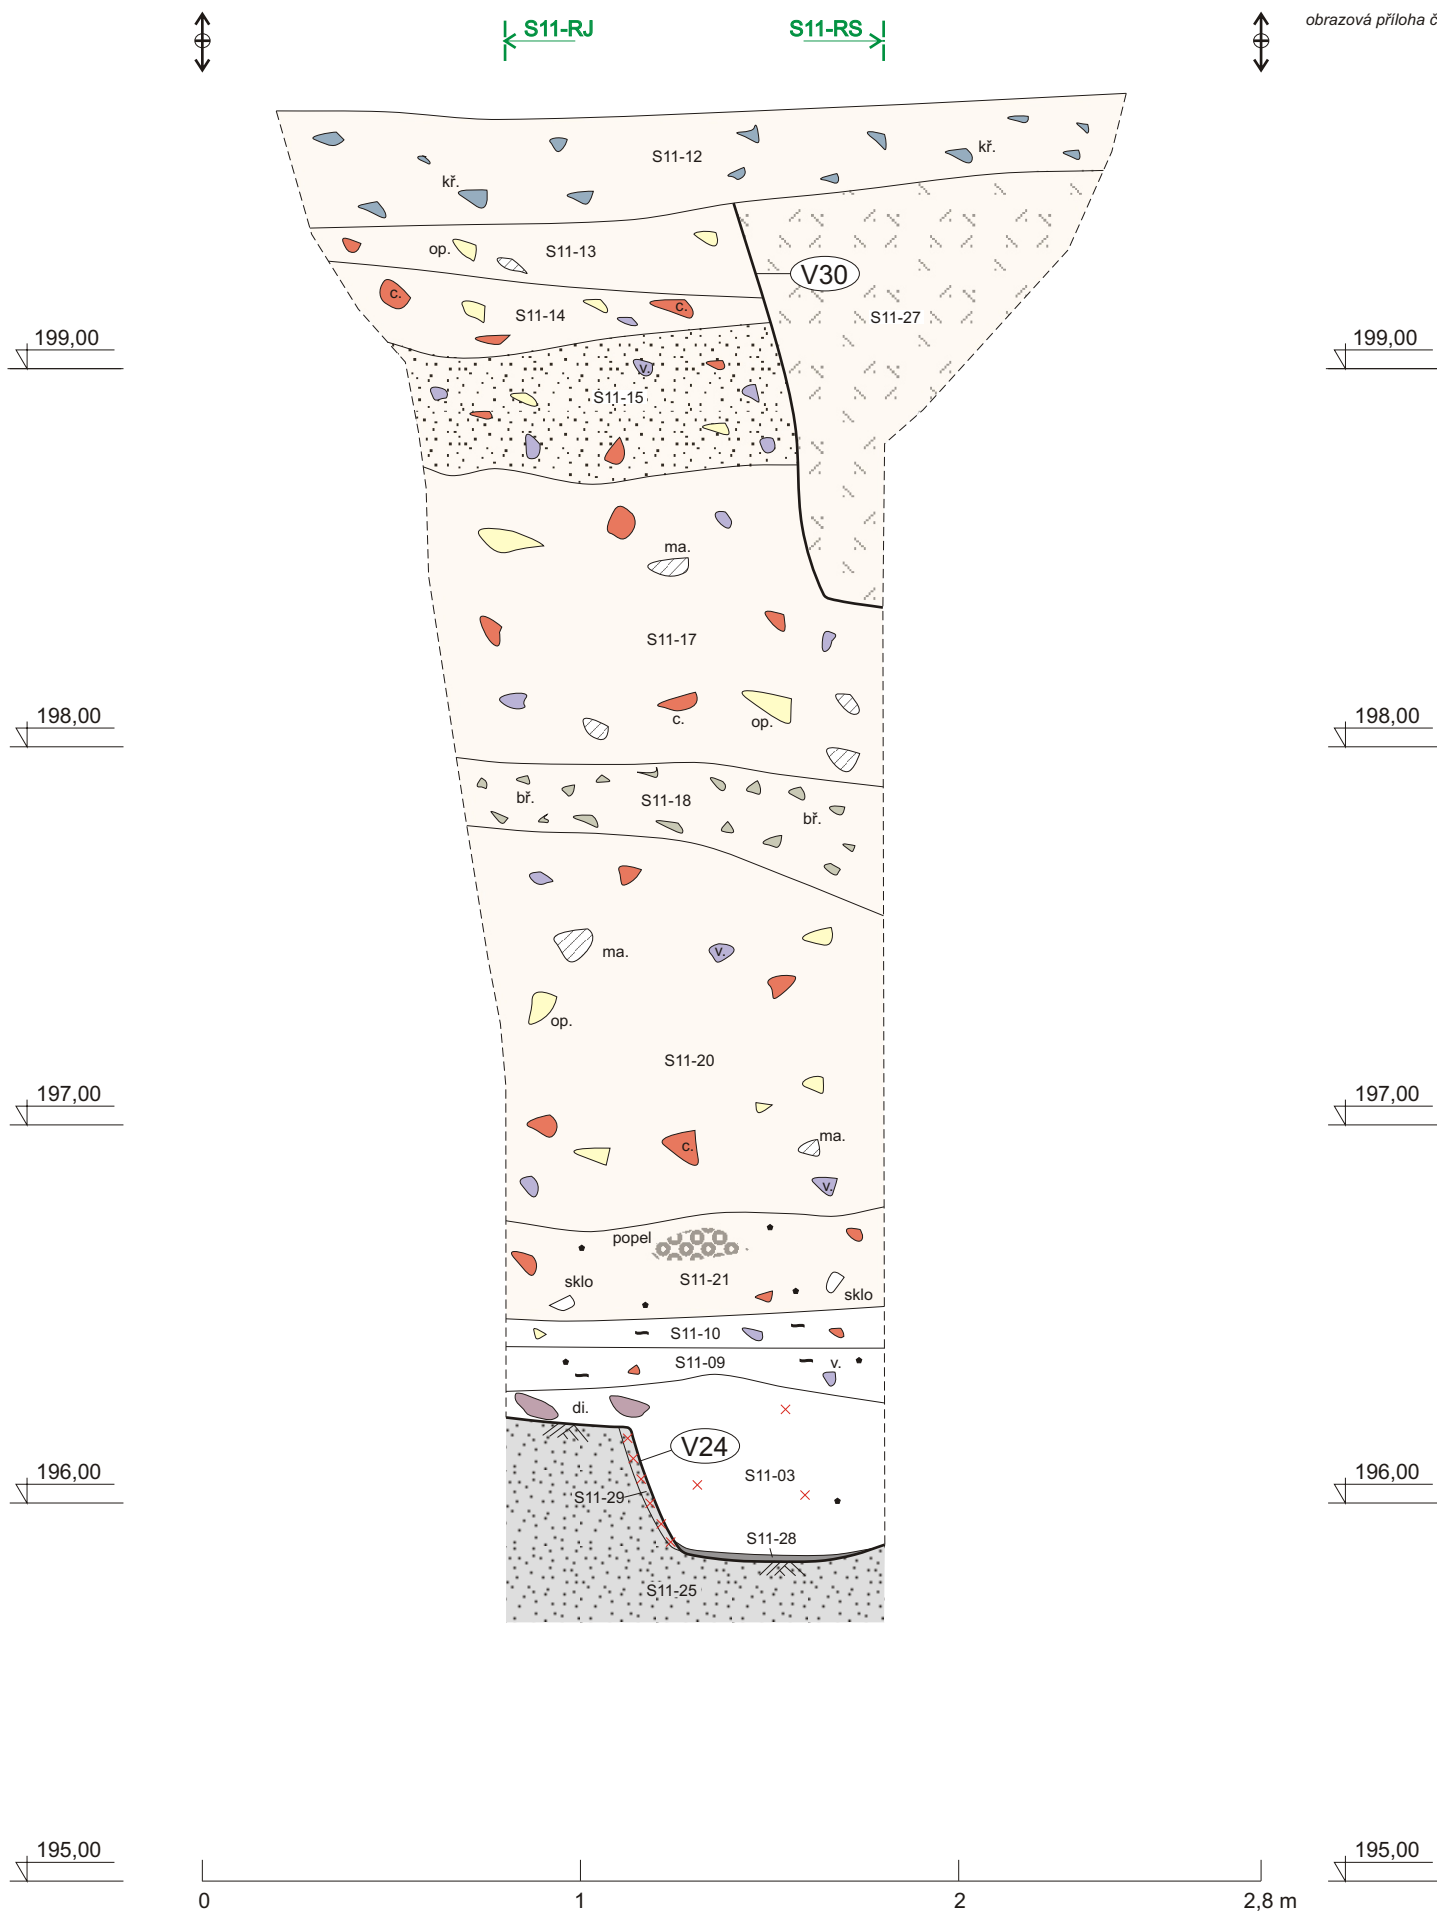 S11-RJ S11-RS obrazová příloha č
S11-12 kř.
kř.
op. S11-13
V30
c. c.
S11-14 S11-27
199,00 199,00
v.
S11-15
ma.
S11-17
198,00 c. op. 198,00
bř. S11-18
bř.
ma. v.
op.
S11-20
197,00 197,00
ma.
c.
v.
popel
sklo S11-21
sklo
S11-10
S11-09 v.
di.
V24
S11-03
196,00 196,00
S11-29
S11-28
S11-25
195,00 195,00
0 1 2 2,8 m